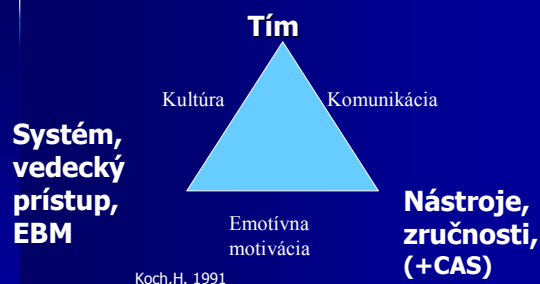 Tím
Kultúra
Komunikácia
Systém,
vedecký
prístup,
EBM
Nástroje,
zručnosti,
(+CAS)
Emotívna
motivácia
Koch,H. 1991